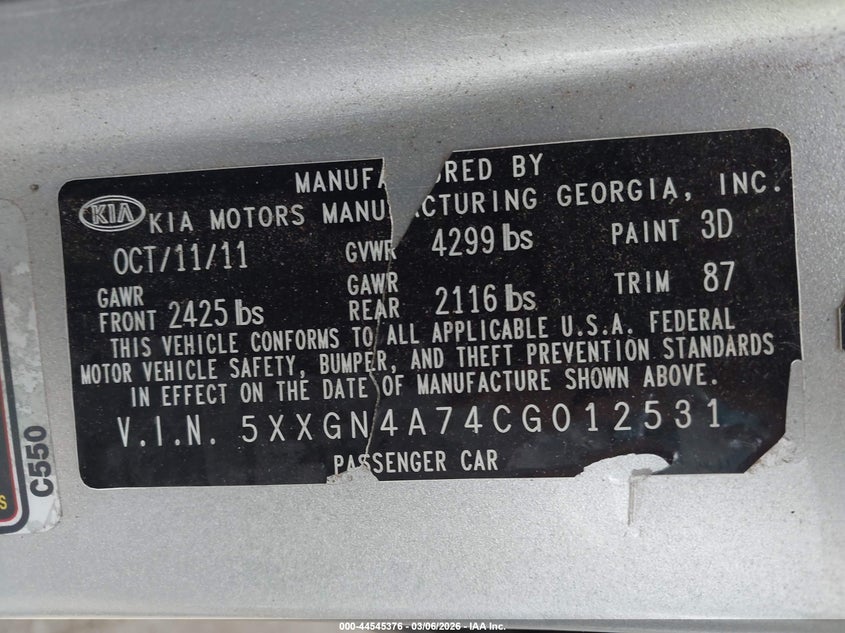 MANUFA RED BY
KIA KIA MOTORS MANU CTURING GEORGIA, INC.
OCT/11/11 GVWR 4299 lbs PAINT 3D
GAWR FRONT 2425 lbs GAWR REAR 2116 lbs TRIM 87
THIS VEHICLE CONFORMS TO ALL APPLICABLE U.S.A. FEDERAL
MOTOR VEHICLE SAFETY, BUMPER, AND THEFT PREVENTION STANDARDS
IN EFFECT ON THE DATE OF MANUFACTURE SHOWN ABOVE.
V.I.N. 5XXGN4A74CG012531
PASSENGER CAR
C550
S
000-44545376 - 03/06/2026 - IAA Inc.